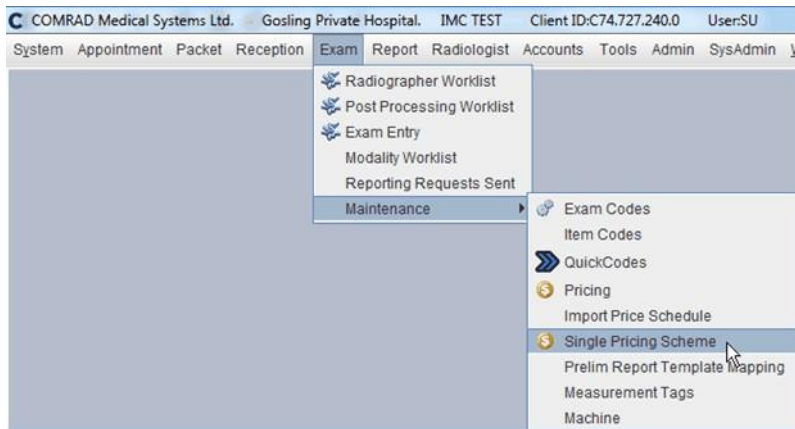 C COMRAD Medical Systems Ltd. - Gosling Private Hospital. IMC TEST Client ID:C74.727.240.0 User:SU
System Appointment Packet Reception Exam Report Radiologist Accounts Tools Admin SysAdmin
Radiographer Worklist
Post Processing Worklist
Exam Entry
Modality Worklist
Reporting Requests Sent
Maintenance
Exam Codes
Item Codes
QuickCodes
Pricing
Import Price Schedule
Single Pricing Scheme
Prelim Report Template Mapping
Measurement Tags
Machine